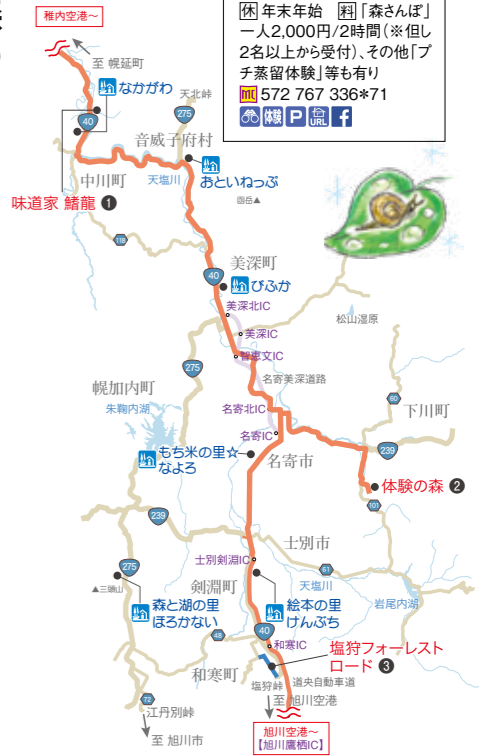 休 年末年始 料「森さんぽ」
一人2,000円/2時間(※但し
2名以上から受付)、その他「プ
チ蒸留体験」等も有り
MC 572 767 336*71
体験 P URL f
稚内空港～
至 幌延町
なかがわ
天北峠
275
40
音威子府村
中川町
天塩川
おといねっぷ
味道家 鰭龍 ❶
函岳▲
118
美深町
40
びふか
美深北IC
美深IC
松山湿原
智恵文IC
275
名寄美深道路
幌加内町
朱鞠内湖
60
下川町
名寄北IC
名寄IC
239
もち米の里☆
なよろ
名寄市
体験の森 ❷
101
239
士別市
士別剣淵IC
61
275
剣淵町
天塩川
▲三頭山
岩尾内湖
森と湖の里
ほろかない
絵本の里
けんぶち
48
40
和寒IC
塩狩フォーレスト
ロード ❸
和寒町
塩狩峠
道央自動車道
72
至 旭川空港
江丹別峠
至 旭川市
旭川空港～
【旭川鷹栖IC】